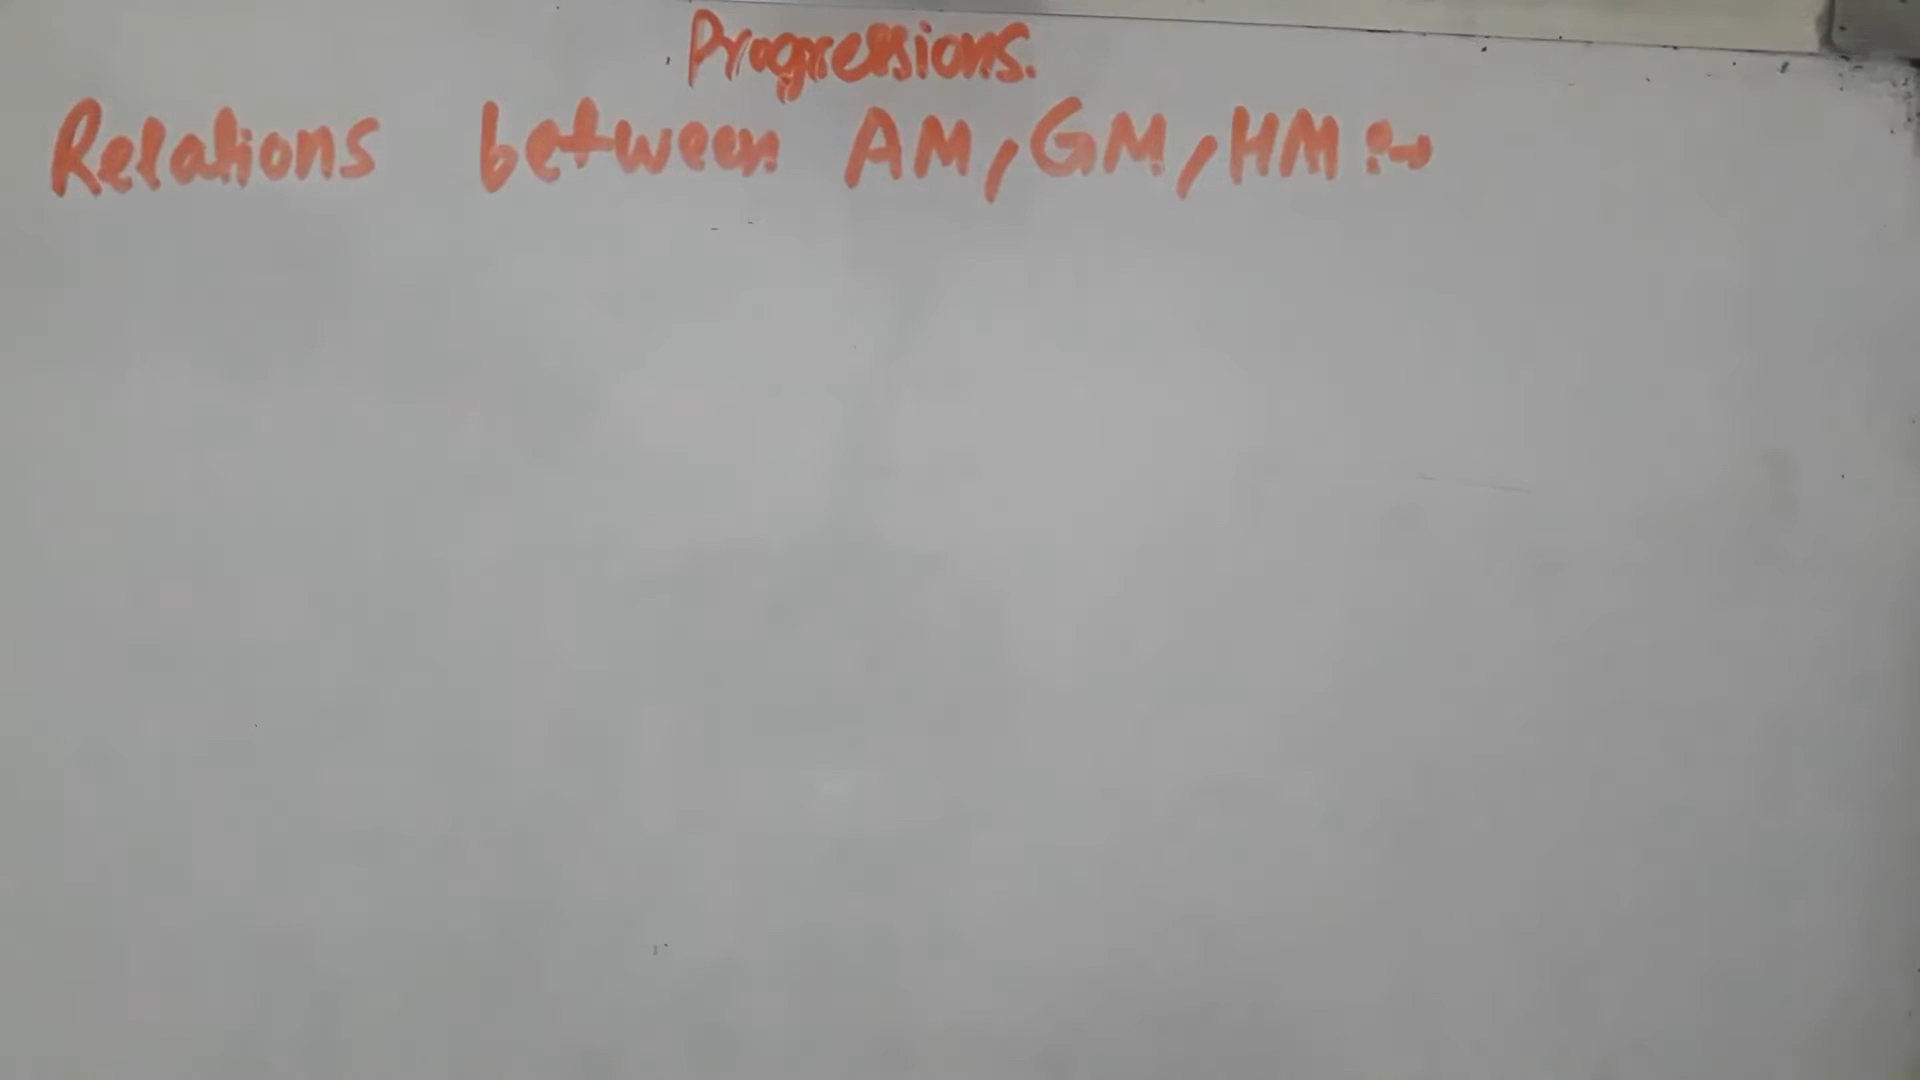 Progressions.
Relations between AM, GM, HM :~